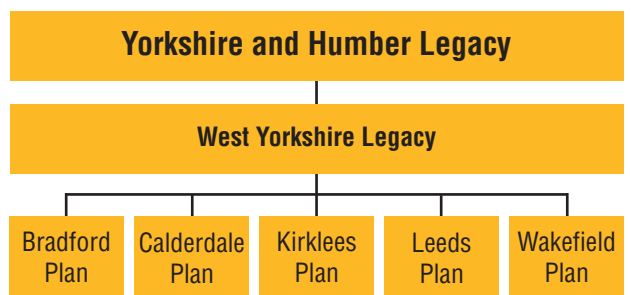 Yorkshire and Humber Legacy
West Yorkshire Legacy
Bradford Plan
Calderdale Plan
Kirklees Plan
Leeds Plan
Wakefield Plan